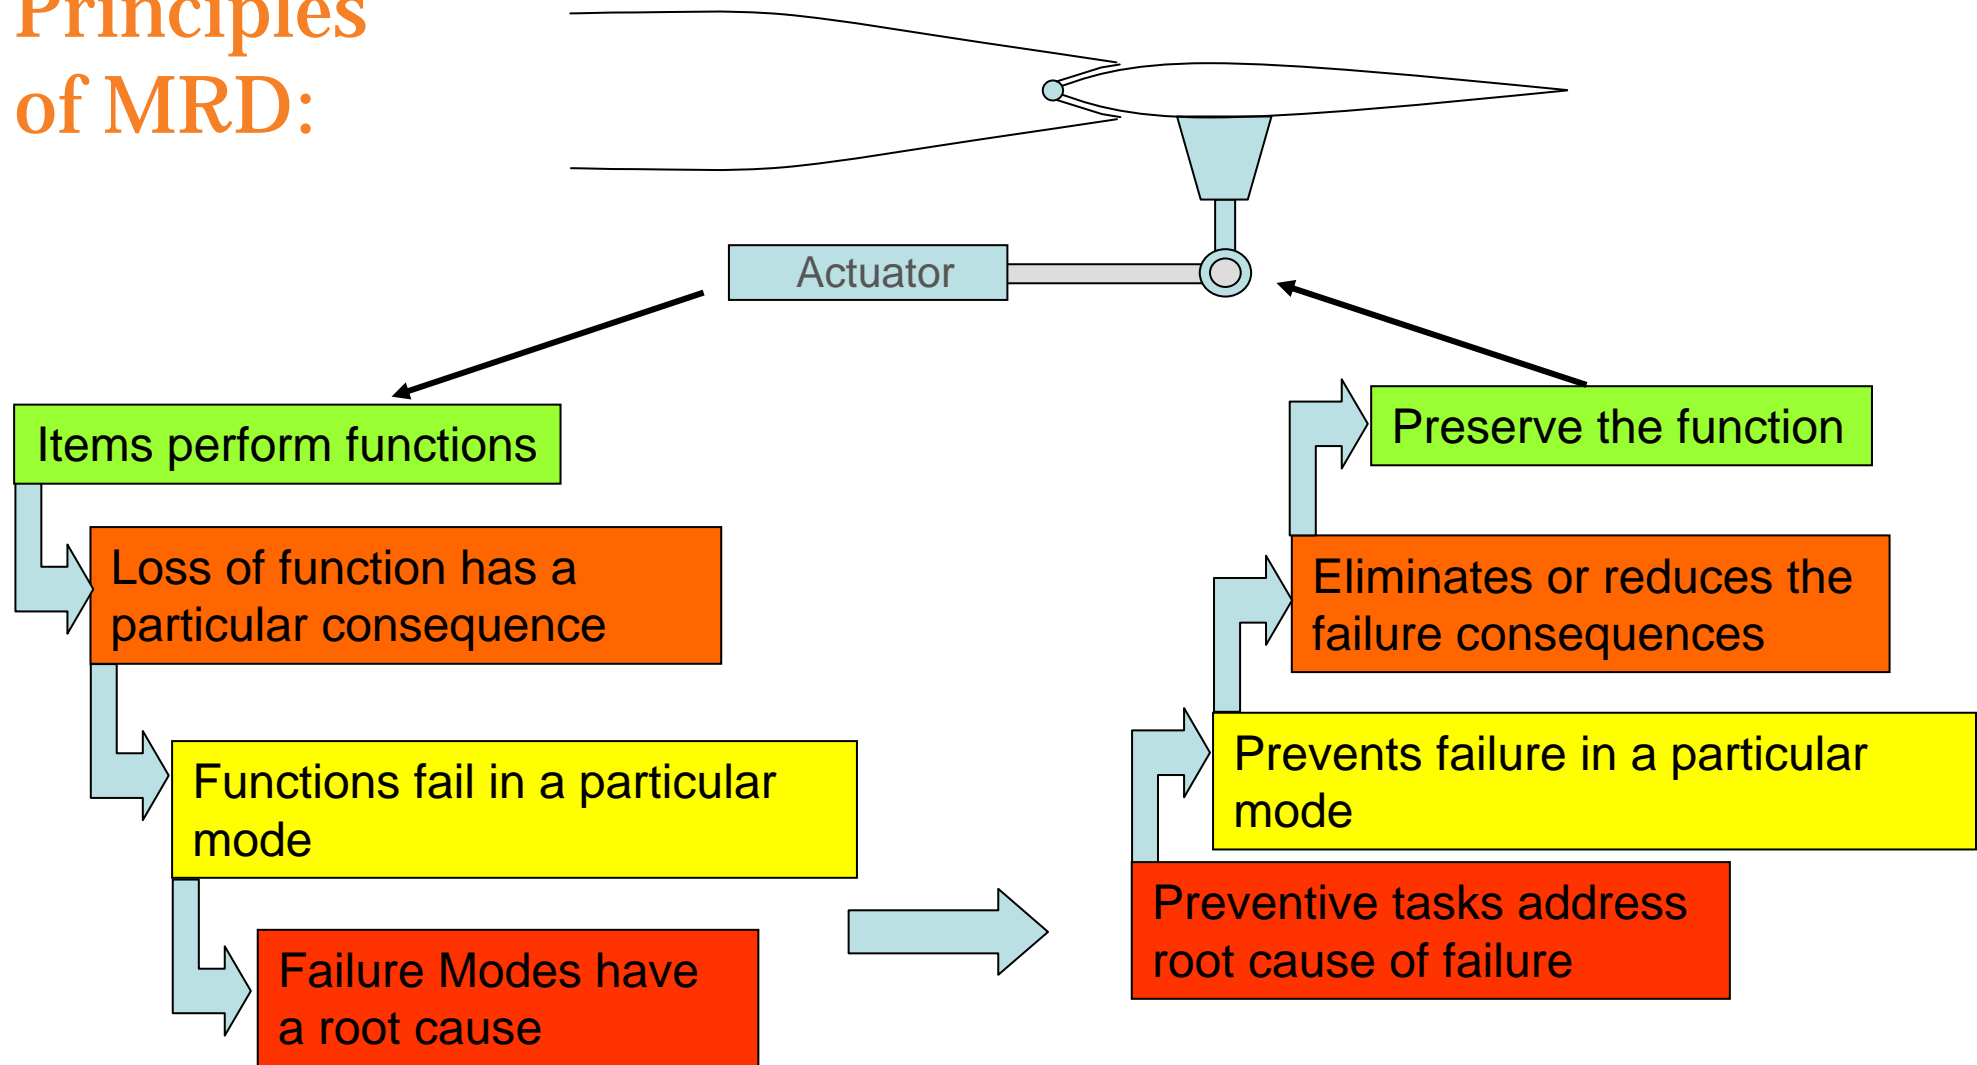 Principles
of MRD:
Actuator
Items perform functions
Loss of function has a
particular consequence
Functions fail in a particular
mode
Failure Modes have
a root cause
Preserve the function
Eliminates or reduces the
failure consequences
Prevents failure in a particular
mode
Preventive tasks address
root cause of failure